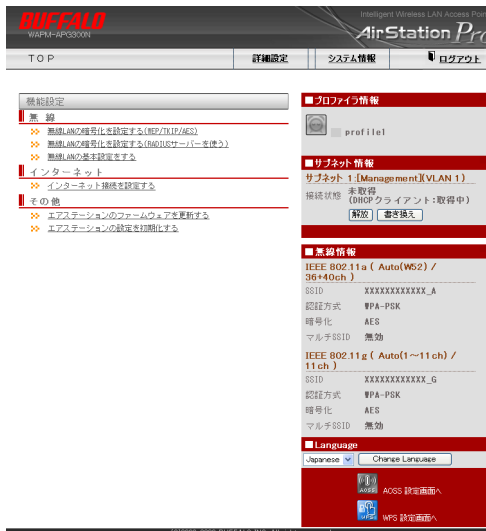 BUFFALO
WAPM-APG300N
Intelligent Wireless LAN Access Poin
AirStation Pro
TOP
詳細設定
システム情報
ログアウト
機能設定
無 線
無線LANの暗号化を設定する(WEP/TKIP/AES)
無線LANの暗号化を設定する(RADIUSサーバーを使う)
無線LANの基本設定をする
インターネット
インターネット接続を設定する
その他
エアステーションのファームウェアを更新する
エアステーションの設定を初期化する
■プロファイラ情報
profile1
■サブネット情報
サブネット 1:[Management](VLAN 1)
接続状態 未取得
(DHCPクライアント:取得中)
解放 書き換え
■無線情報
IEEE 802.11a ( Auto(W52) /
36+40ch )
SSID XXXXXXXXXXXX_A
認証方式 WPA-PSK
暗号化 AES
マルチSSID 無効
IEEE 802.11g ( Auto(1～11ch) /
11ch )
SSID XXXXXXXXXXXX_G
認証方式 WPA-PSK
暗号化 AES
マルチSSID 無効
■Language
Japanese Change Language
AOSS AOSS 設定画面へ
WPS WPS 設定画面へ